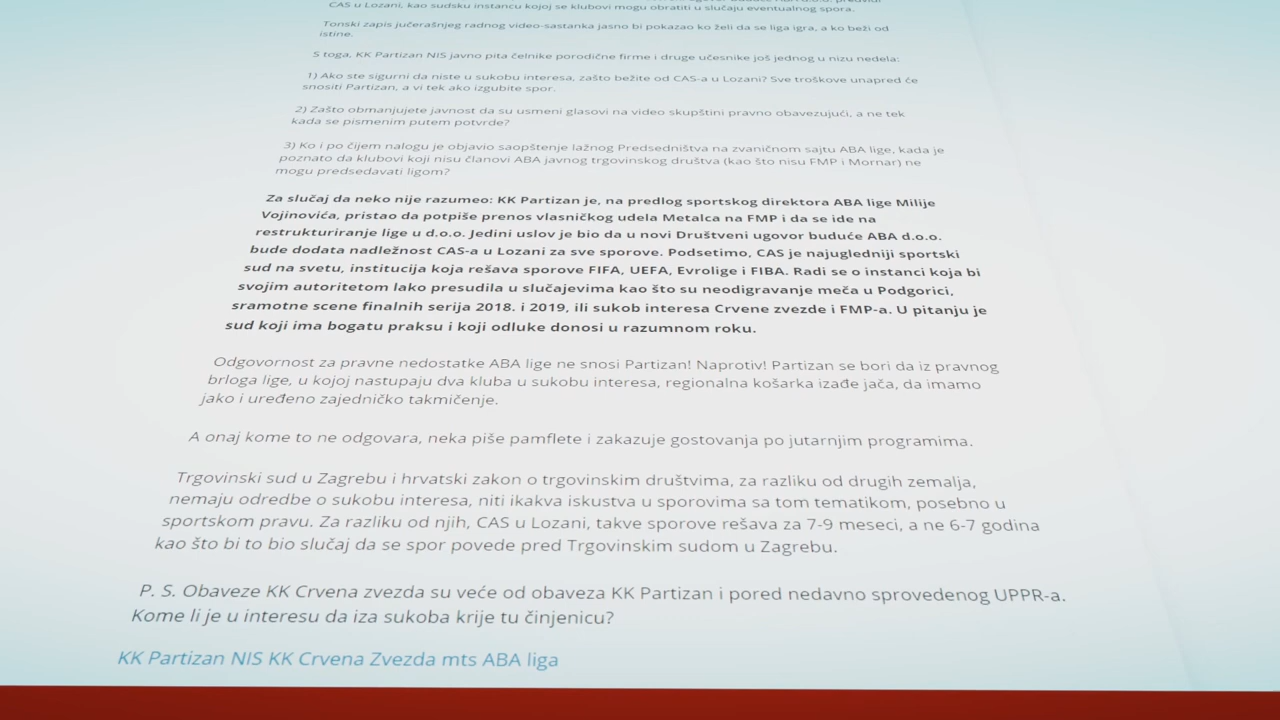 CAS u Lozani, kao sudsku instancu kojoj se klubovi mogu obratiti u slučaju eventualnog spora.
Tonski zapis jučerašnjeg radnog video-sastanka jasno bi pokazao ko želi da se liga igra, a ko beži od
istine.
S toga, KK Partizan NIS javno pita čelnike porodične firme i druge učesnike još jednog u nizu nedela:
1) Ako ste sigurni da niste u sukobu interesa, zašto bežite od CAS-a u Lozani? Sve troškove unapred će
snositi Partizan, a vi tek ako izgubite spor.
2) Zašto obmanjujete javnost da su usmeni glasovi na video skupštini pravno obavezujući, a ne tek
kada se pismenim putem potvrde?
3) Ko i po čijem nalogu je objavio saopštenje lažnog Predsedništva na zvaničnom sajtu ABA lige, kada je
poznato da klubovi koji nisu članovi ABA javnog trgovinskog društva (kao što nisu FMP i Mornar) ne
mogu predsedavati ligom?
Za slučaj da neko nije razumeo: KK Partizan je, na predlog sportskog direktora ABA lige Milije
Vojinovića, pristao da potpiše prenos vlasničkog udela Metalca na FMP i da se ide na
restrukturiranje lige u d.o.o. Jedini uslov je bio da u novi Društveni ugovor buduće ABA d.o.o.
bude dodata nadležnost CAS-a u Lozani za sve sporove. Podsetimo, CAS je najugledniji sportski
sud na svetu, institucija koja rešava sporove FIFA, UEFA, Evrolige i FIBA. Radi se o instanci koja bi
svojim autoritetom lako presudila u slučajevima kao što su neodigravanje meča u Podgorici,
sramotne scene finalnih serija 2018. i 2019, ili sukob interesa Crvene zvezde i FMP-a. U pitanju je
sud koji ima bogatu praksu i koji odluke donosi u razumnom roku.
Odgovornost za pravne nedostatke ABA lige ne snosi Partizan! Naprotiv! Partizan se bori da iz pravnog
brloga lige, u kojoj nastupaju dva kluba u sukobu interesa, regionalna košarka izađe jača, da imamo
jako i uređeno zajedničko takmičenje.
A onaj kome to ne odgovara, neka piše pamflete i zakazuje gostovanja po jutarnjim programima.
Trgovinski sud u Zagrebu i hrvatski zakon o trgovinskim društvima, za razliku od drugih zemalja,
nemaju odredbe o sukobu interesa, niti ikakva iskustva u sporovima sa tom tematikom, posebno u
sportskom pravu. Za razliku od njih, CAS u Lozani, takve sporove rešava za 7-9 meseci, a ne 6-7 godina
kao što bi to bio slučaj da se spor povede pred Trgovinskim sudom u Zagrebu.
P. S. Obaveze KK Crvena zvezda su veće od obaveza KK Partizan i pored nedavno sprovedenog UPPR-a.
Kome li je u interesu da iza sukoba krije tu činjenicu?
KK Partizan NIS KK Crvena Zvezda mts ABA liga